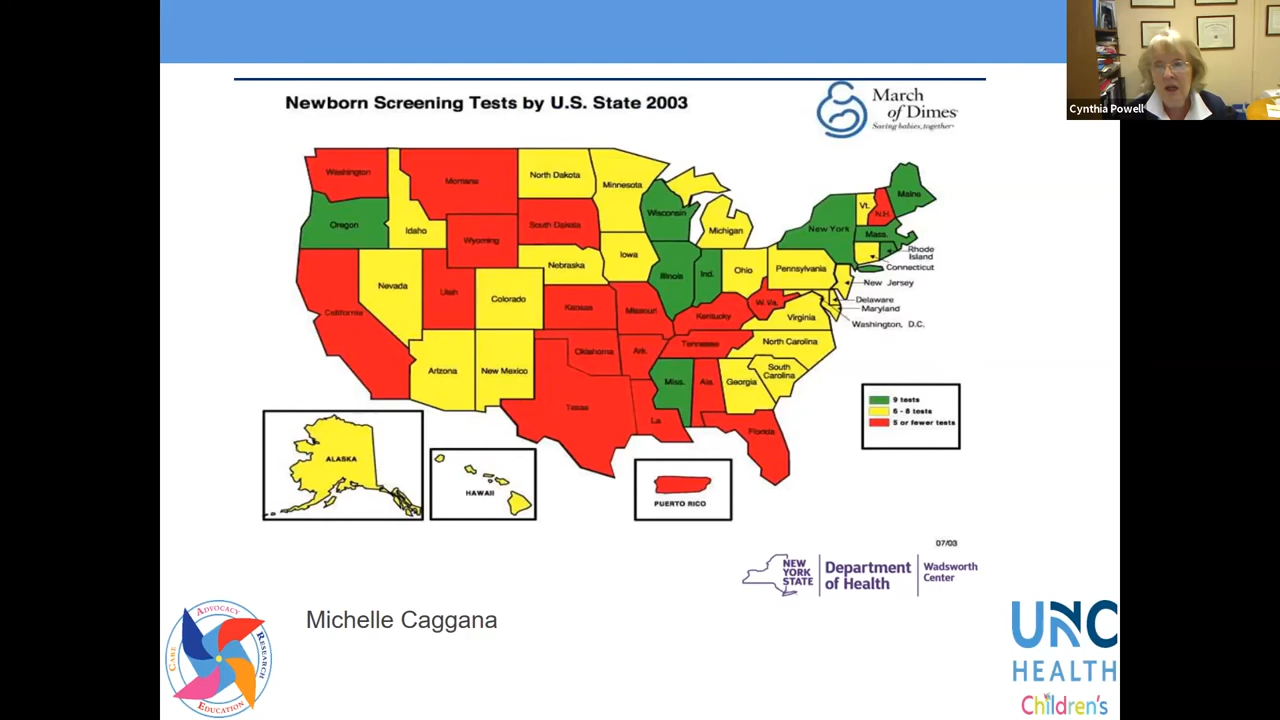 Newborn Screening Tests by U.S. State 2003
March
of Dimes
Saving babies, together
Cynthia Powell
Washington
Montana
North Dakota
Minnesota
Maine
Vt.
N.H.
Oregon
Idaho
Wisconsin
South Dakota
Michigan
New York
Mass.
Wyoming
Rhode
Island
Connecticut
Iowa
Nebraska
Ohio
Pennsylvania
Illinois
Ind.
New Jersey
Nevada
Utah
Colorado
Delaware
Maryland
Washington, D.C.
California
Kansas
Missouri
Kentucky
W. Va.
Virginia
North Carolina
Tennessee
Oklahoma
Ark.
Arizona
New Mexico
South
Carolina
Miss.
Ala.
Georgia
Texas
La
Florida
9 tests
6 - 8 tests
5 or fewer tests
ALASKA
HAWAII
PUERTO RICO
07/03
NEW
YORK
STATE
Department
of Health
Wadsworth
Center
Michelle Caggana
ADVOCACY
RESEARCH
EDUCATION
CARE
UNC
HEALTH
Children's